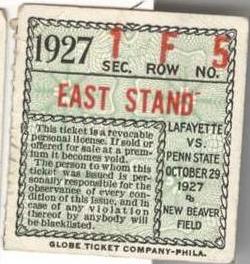 1927 1 F 5
SEC. ROW NO.
EAST STAND
This ticket is a revocable
personal license. If sold or
offered for sale at a prem-
ium it becomes void.
The person to whom this
ticket was issued is per-
sonally responsible for the
observance of every con-
dition of this issue, and in
case of any violation
thereof by anybody will
be blacklisted.
LAFAYETTE
VS.
PENN STATE
OCTOBER 29
1927
NEW BEAVER
FIELD
GLOBE TICKET COMPANY-PHILA.